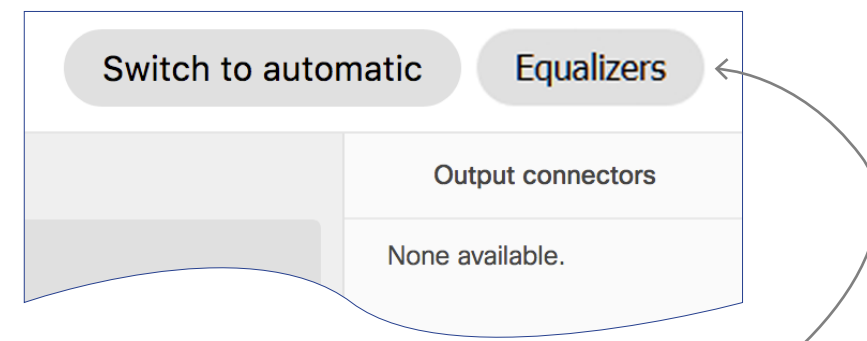 Switch to automatic Equalizers
Output connectors
None available.